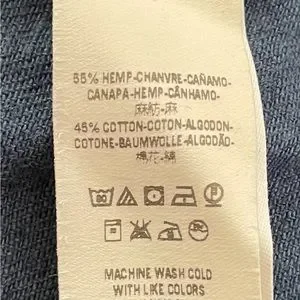 55% HEMP-CHANVRE-CAÑAMO-
CANAPA-HEMP-CÂNHAMO-
麻紡-麻
45% COTTON-COTON-ALGODON-
COTONE-BAUMWOLLE-ALGODÃO-
棉花-綿
MACHINE WASH COLD
WITH LIKE COLORS